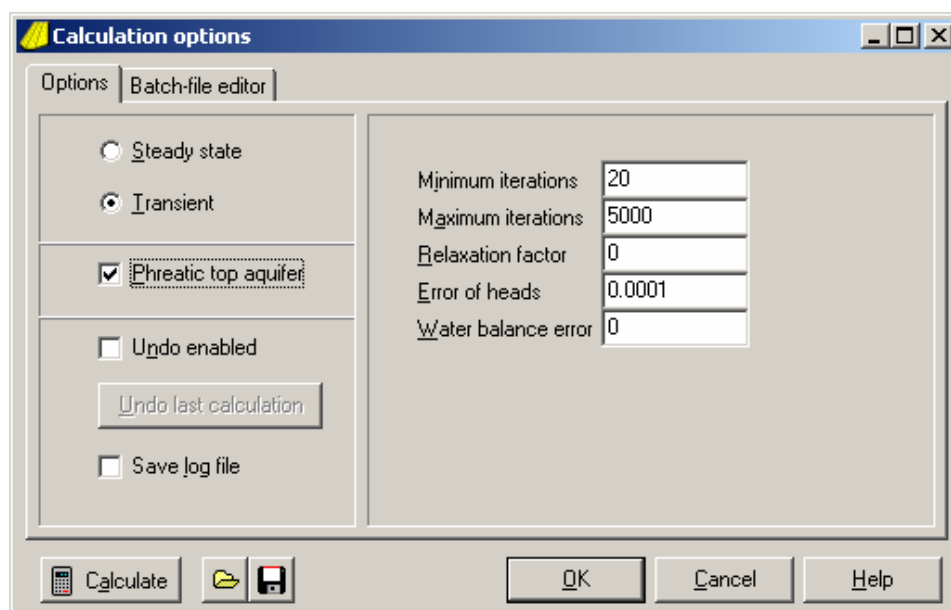 Calculation options
Options
Batch-file editor
Steady state
Transient
Phreatic top aquifer
Undo enabled
Undo last calculation
Save log file
Minimum iterations 20
Maximum iterations 5000
Relaxation factor 0
Error of heads 0.0001
Water balance error 0
Calculate
OK
Cancel
Help